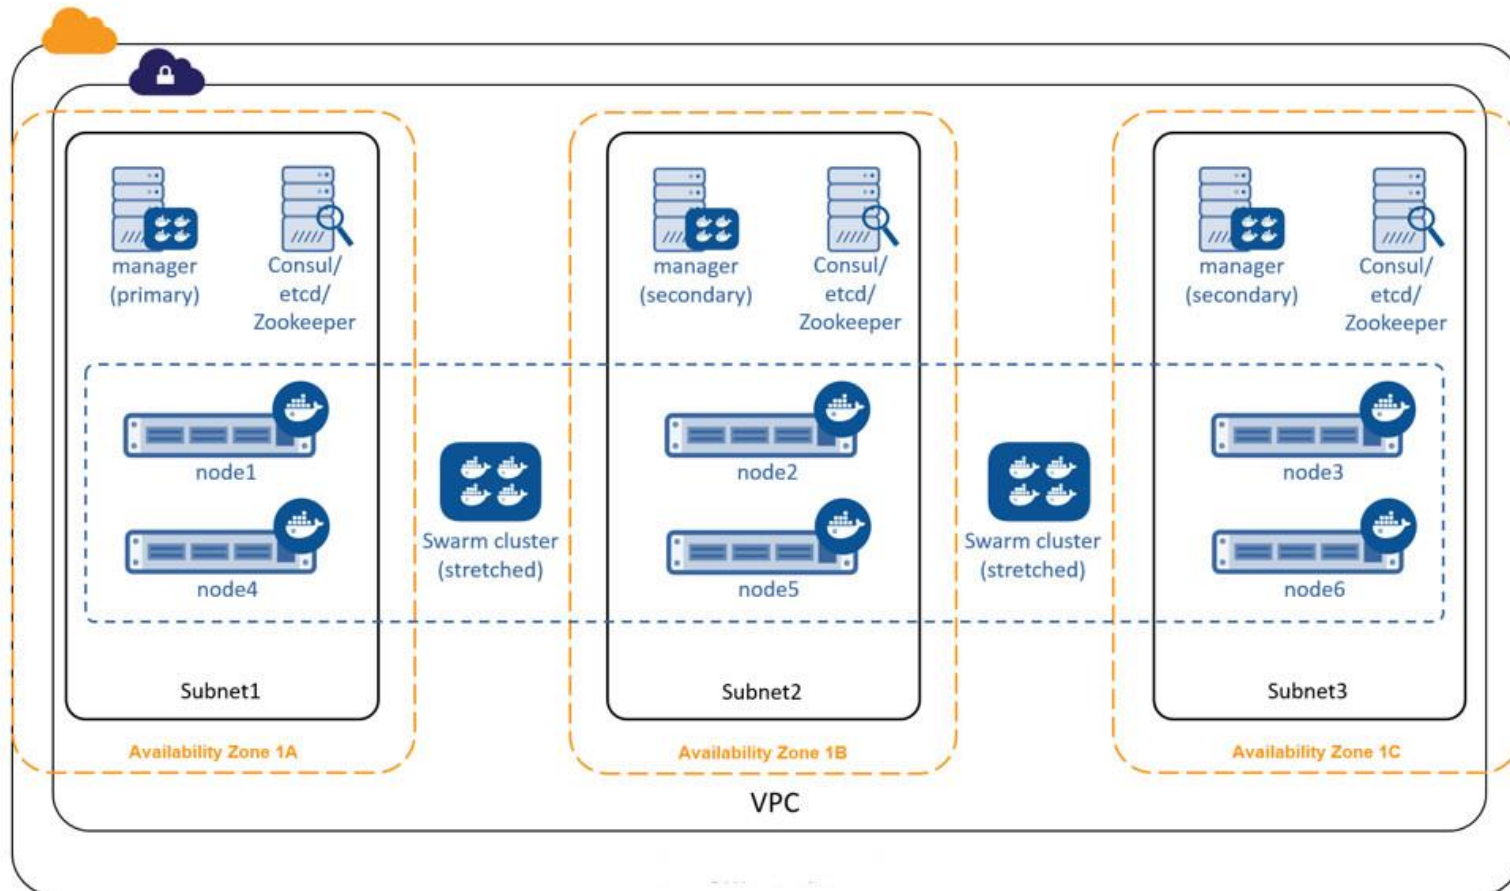 manager
(primary)
Consul/
etcd/
Zookeeper
manager
(secondary)
Consul/
etcd/
Zookeeper
manager
(secondary)
Consul/
etcd/
Zookeeper
node1
node2
node3
Swarm cluster
(stretched)
Swarm cluster
(stretched)
node4
node5
node6
Subnet1
Subnet2
Subnet3
Availability Zone 1A
Availability Zone 1B
Availability Zone 1C
VPC